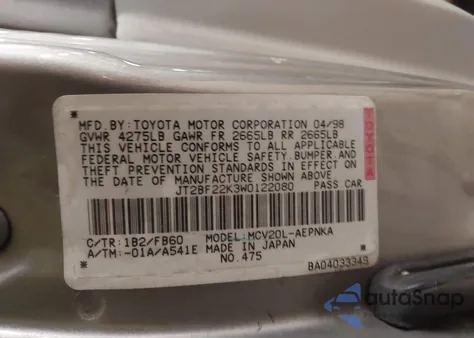 MFD. BY: TOYOTA MOTOR CORPORATION 04/98
GVWR 4275LB GAWR FR 2665LB RR 2665LB
THIS VEHICLE CONFORMS TO ALL APPLICABLE
FEDERAL MOTOR VEHICLE SAFETY, BUMPER, AND
THEFT PREVENTION STANDARDS IN EFFECT ON
THE DATE OF MANUFACTURE SHOWN ABOVE.
JT2BF22K3W0122080 PASS CAR
TOYOTA
C/TR: 1B2/FB60 MODEL: MCV20L-AEPNKA
A/TM: -01A/A541E MADE IN JAPAN
NO. 475
BA04033349
autoSnap